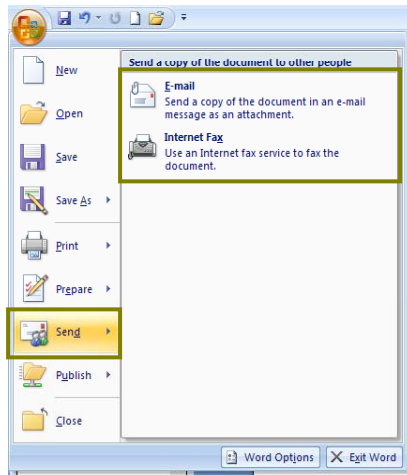 New
Open
Save
Save As
Print
Prepare
Send
Publish
Close
Send a copy of the document to other people
E-mail
Send a copy of the document in an e-mail
message as an attachment.
Internet Fax
Use an Internet fax service to fax the
document.
Word Options
Exit Word